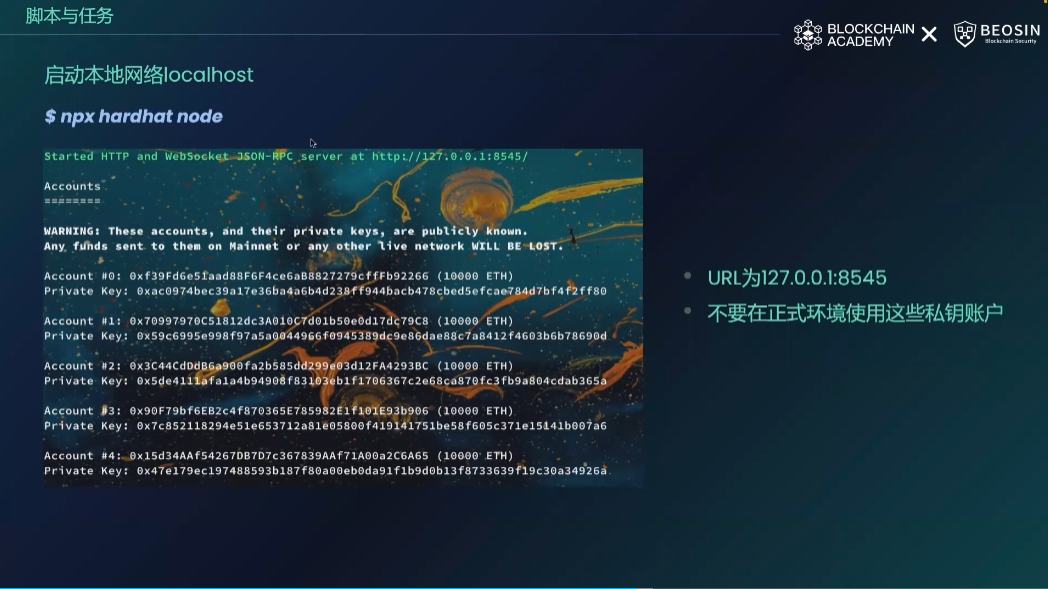 脚本与任务
BLOCKCHAIN ACADEMY
BEOSIN
Blockchain Security
启动本地网络localhost
$ npx hardhat node
Started HTTP and WebSocket JSON-RPC server at http://127.0.0.1:8545/
Accounts
========
WARNING: These accounts, and their private keys, are publicly known.
Any funds sent to them on Mainnet or any other live network WILL BE LOST.
Account #0: 0xf39Fd6e51aad88F6F4ce6aB8827279cffFb92266 (10000 ETH)
Private Key: 0xac0974bec39a17e36ba4a6b4d238ff944bacb478cbed5efcae784d7bf4f2ff80
Account #1: 0x70997970C51812dc3A010C7d01b50e0d17dc79C8 (10000 ETH)
Private Key: 0x59c6995e998f97a5a0044966f0945389dc9e86dae88c7a8412f4603b6b78690d
Account #2: 0x3C44CdDdB6a900fa2b585dd299e03d12FA4293BC (10000 ETH)
Private Key: 0x5de4111afa1a4b94908f83103eb1f1706367c2e68ca870fc3fb9a804cdab365a
Account #3: 0x90F79bf6EB2c4f870365E785982E1f101E93b906 (10000 ETH)
Private Key: 0x7c852118294e51e653712a81e05800f419141751be58f605c371e15141b007a6
Account #4: 0x15d34AAf54267DB7D7c367839AAf71A00a2C6A65 (10000 ETH)
Private Key: 0x47e179ec197488593b187f80a00eb0da91f1b9d0b13f8733639f19c30a34926a
URL为127.0.0.1:8545
不要在正式环境使用这些私钥账户